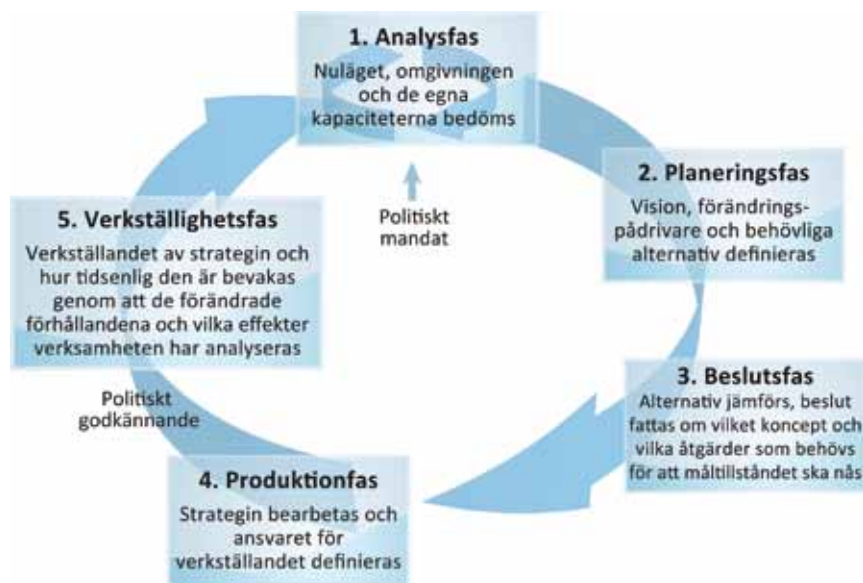 1. Analysfas
Nuläget, omgivningen
och de egna
kapaciteterna bedöms
2. Planeringsfas
Vision, förändrings-
pådrivare och behövliga
alternativ definieras
3. Beslutsfas
Alternativ jämförs, beslut
fattas om vilket koncept och
vilka åtgärder som behövs
för att måltillståndet ska nås
4. Produktionfas
Strategin bearbetas och
ansvaret för
verkställandet definieras
Politiskt
godkännande
5. Verkställighetsfas
Verkställandet av strategin och
hur tidsenlig den är bevakas
genom att de förändrade
förhållandena och vilka effekter
verksamheten har analyseras
Politiskt
mandat